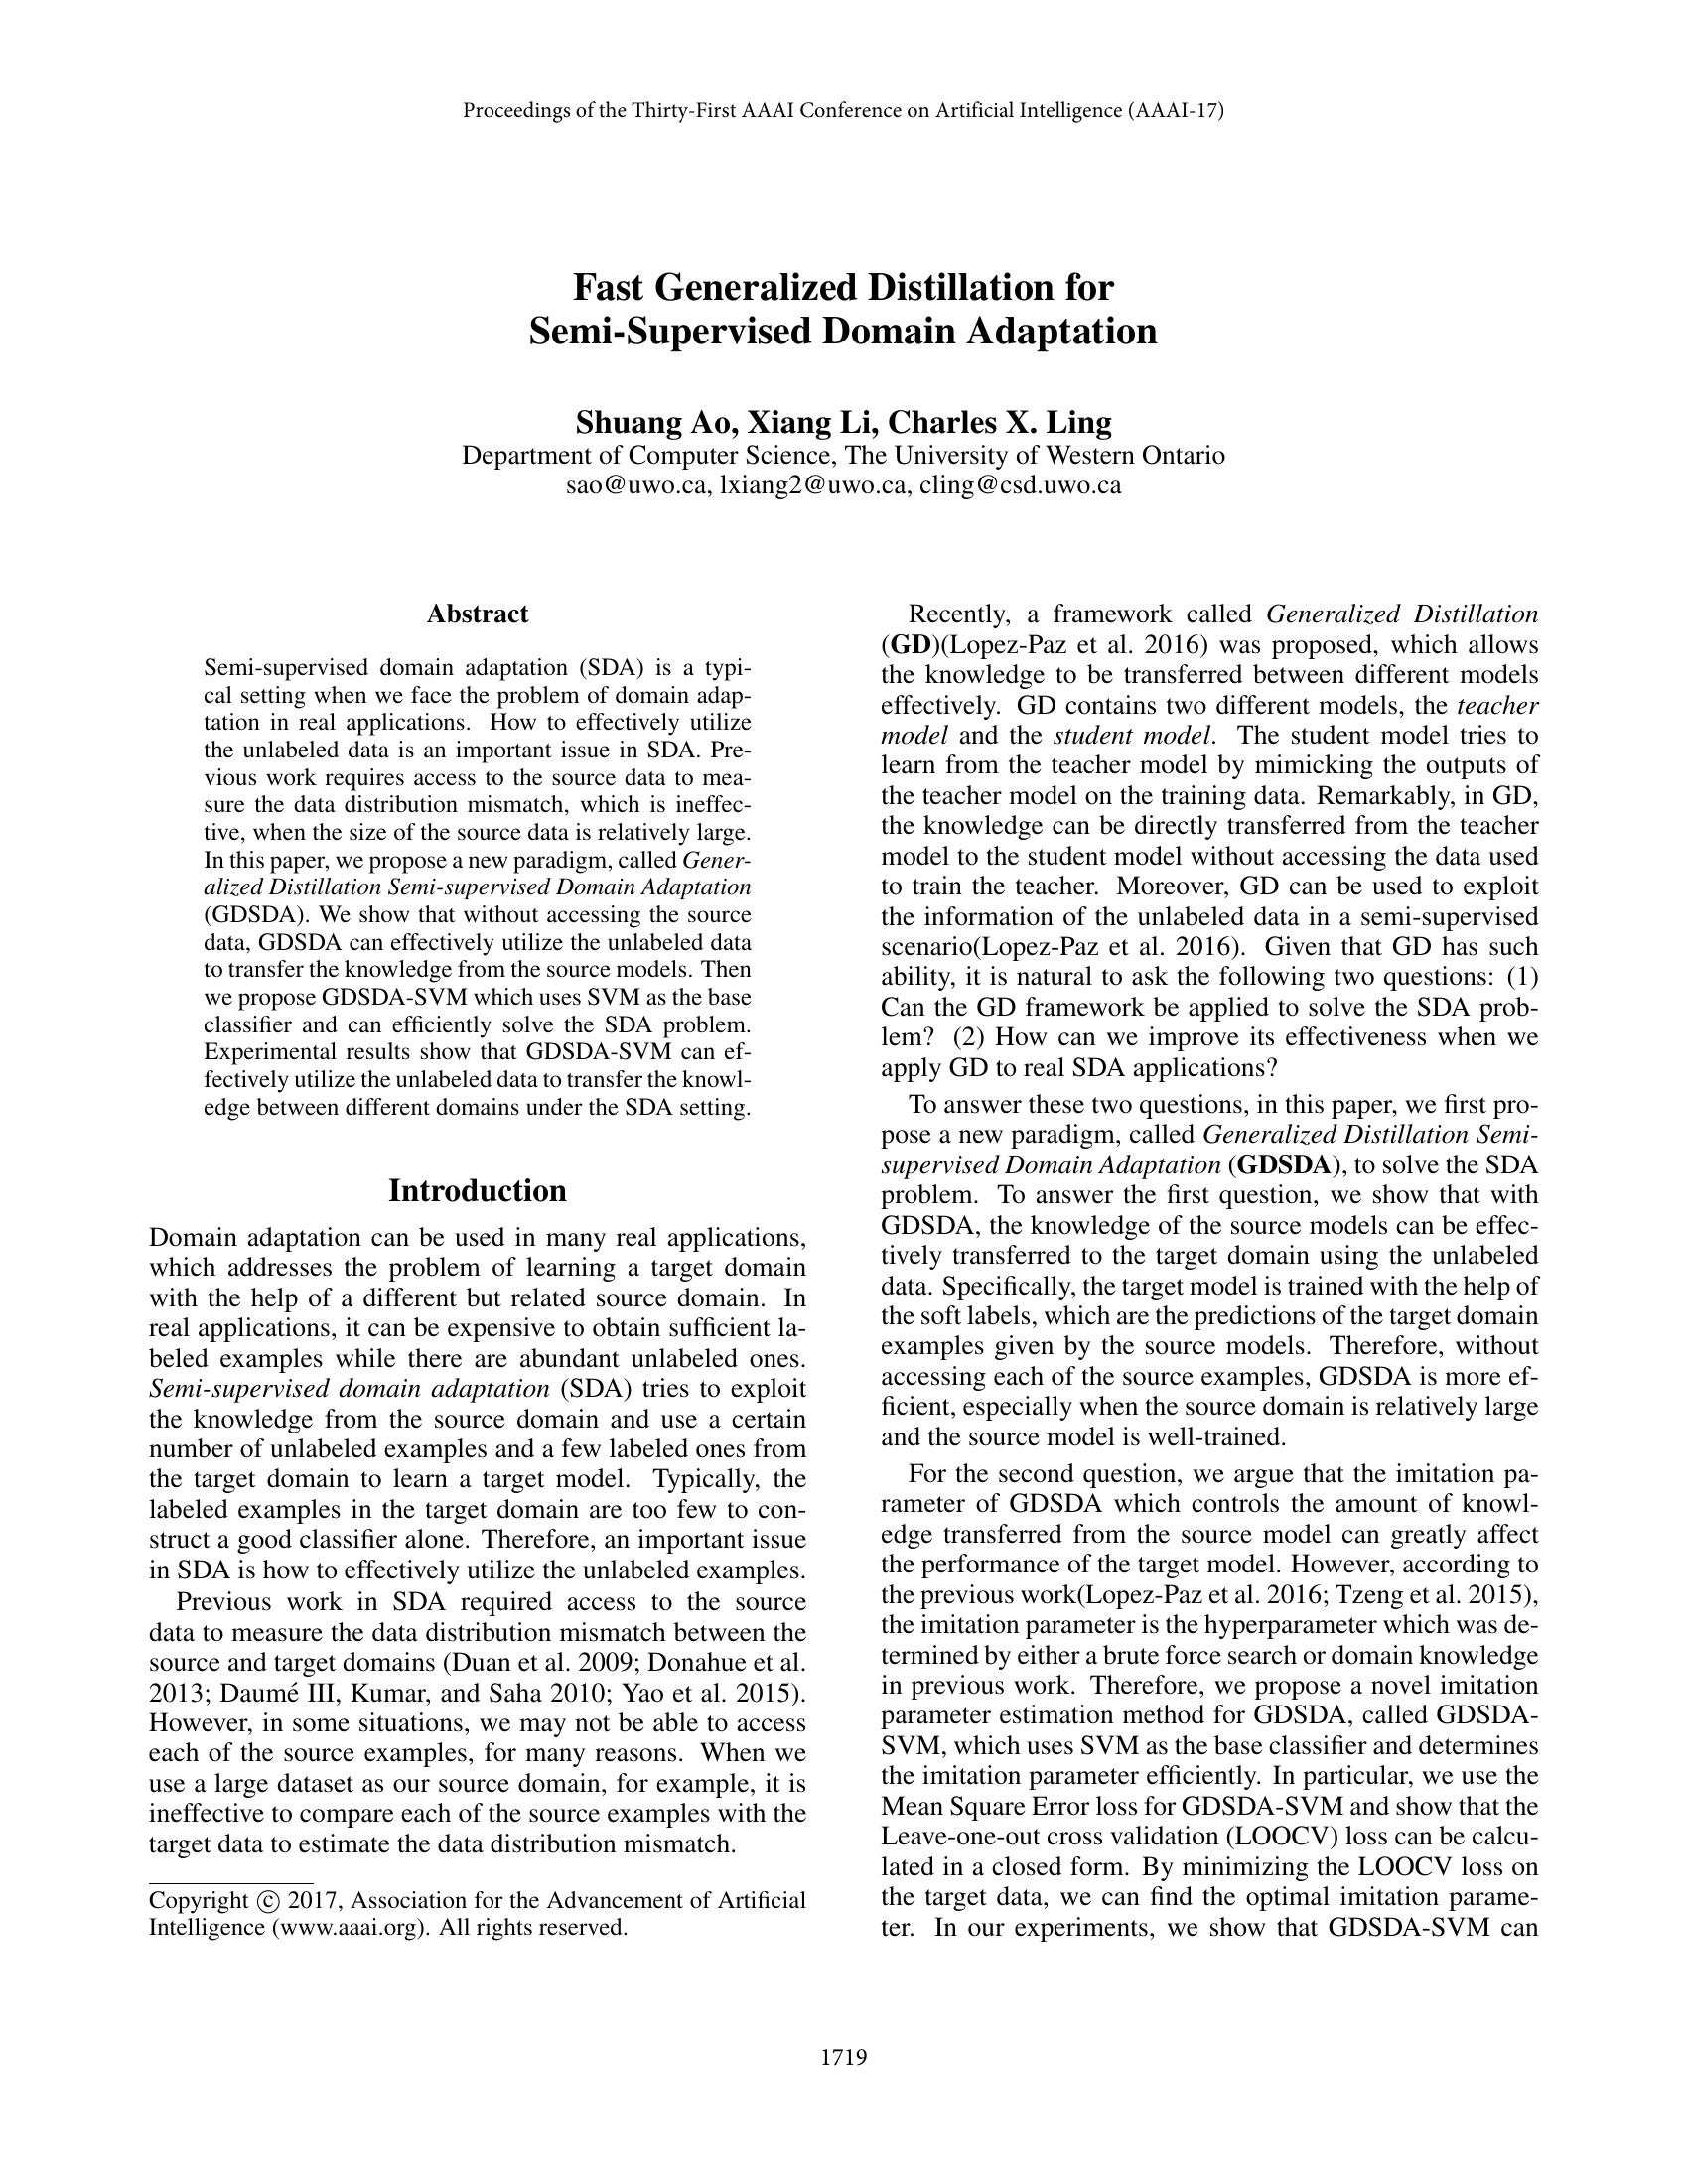 Proceedings of the Thirty-First AAAI Conference on Artificial Intelligence (AAAI-17)
Fast Generalized Distillation for
Semi-Supervised Domain Adaptation
Shuang Ao, Xiang Li, Charles X. Ling
Department of Computer Science, The University of Western Ontario
sao@uwo.ca, lxiang2@uwo.ca, cling@csd.uwo.ca
Abstract
Semi-supervised domain adaptation (SDA) is a typi-
cal setting when we face the problem of domain adap-
tation in real applications. How to effectively utilize
the unlabeled data is an important issue in SDA. Pre-
vious work requires access to the source data to mea-
sure the data distribution mismatch, which is ineffec-
tive, when the size of the source data is relatively large.
In this paper, we propose a new paradigm, called Gener-
alized Distillation Semi-supervised Domain Adaptation
(GDSDA). We show that without accessing the source
data, GDSDA can effectively utilize the unlabeled data
to transfer the knowledge from the source models. Then
we propose GDSDA-SVM which uses SVM as the base
classifier and can efficiently solve the SDA problem.
Experimental results show that GDSDA-SVM can ef-
fectively utilize the unlabeled data to transfer the knowl-
edge between different domains under the SDA setting.
Introduction
Domain adaptation can be used in many real applications,
which addresses the problem of learning a target domain
with the help of a different but related source domain. In
real applications, it can be expensive to obtain sufficient la-
beled examples while there are abundant unlabeled ones.
Semi-supervised domain adaptation (SDA) tries to exploit
the knowledge from the source domain and use a certain
number of unlabeled examples and a few labeled ones from
the target domain to learn a target model. Typically, the
labeled examples in the target domain are too few to con-
struct a good classifier alone. Therefore, an important issue
in SDA is how to effectively utilize the unlabeled examples.
Previous work in SDA required access to the source
data to measure the data distribution mismatch between the
source and target domains (Duan et al. 2009; Donahue et al.
2013; Daumé III, Kumar, and Saha 2010; Yao et al. 2015).
However, in some situations, we may not be able to access
each of the source examples, for many reasons. When we
use a large dataset as our source domain, for example, it is
ineffective to compare each of the source examples with the
target data to estimate the data distribution mismatch.
Copyright © 2017, Association for the Advancement of Artificial
Intelligence (www.aaai.org). All rights reserved.
Recently, a framework called Generalized Distillation
(GD)(Lopez-Paz et al. 2016) was proposed, which allows
the knowledge to be transferred between different models
effectively. GD contains two different models, the teacher
model and the student model. The student model tries to
learn from the teacher model by mimicking the outputs of
the teacher model on the training data. Remarkably, in GD,
the knowledge can be directly transferred from the teacher
model to the student model without accessing the data used
to train the teacher. Moreover, GD can be used to exploit
the information of the unlabeled data in a semi-supervised
scenario(Lopez-Paz et al. 2016). Given that GD has such
ability, it is natural to ask the following two questions: (1)
Can the GD framework be applied to solve the SDA prob-
lem? (2) How can we improve its effectiveness when we
apply GD to real SDA applications?
To answer these two questions, in this paper, we first pro-
pose a new paradigm, called Generalized Distillation Semi-
supervised Domain Adaptation (GDSDA), to solve the SDA
problem. To answer the first question, we show that with
GDSDA, the knowledge of the source models can be effec-
tively transferred to the target domain using the unlabeled
data. Specifically, the target model is trained with the help of
the soft labels, which are the predictions of the target domain
examples given by the source models. Therefore, without
accessing each of the source examples, GDSDA is more ef-
ficient, especially when the source domain is relatively large
and the source model is well-trained.
For the second question, we argue that the imitation pa-
rameter of GDSDA which controls the amount of knowl-
edge transferred from the source model can greatly affect
the performance of the target model. However, according to
the previous work(Lopez-Paz et al. 2016; Tzeng et al. 2015),
the imitation parameter is the hyperparameter which was de-
termined by either a brute force search or domain knowledge
in previous work. Therefore, we propose a novel imitation
parameter estimation method for GDSDA, called GDSDA-
SVM, which uses SVM as the base classifier and determines
the imitation parameter efficiently. In particular, we use the
Mean Square Error loss for GDSDA-SVM and show that the
Leave-one-out cross validation (LOOCV) loss can be calcu-
lated in a closed form. By minimizing the LOOCV loss on
the target data, we can find the optimal imitation parame-
ter. In our experiments, we show that GDSDA-SVM can
1719